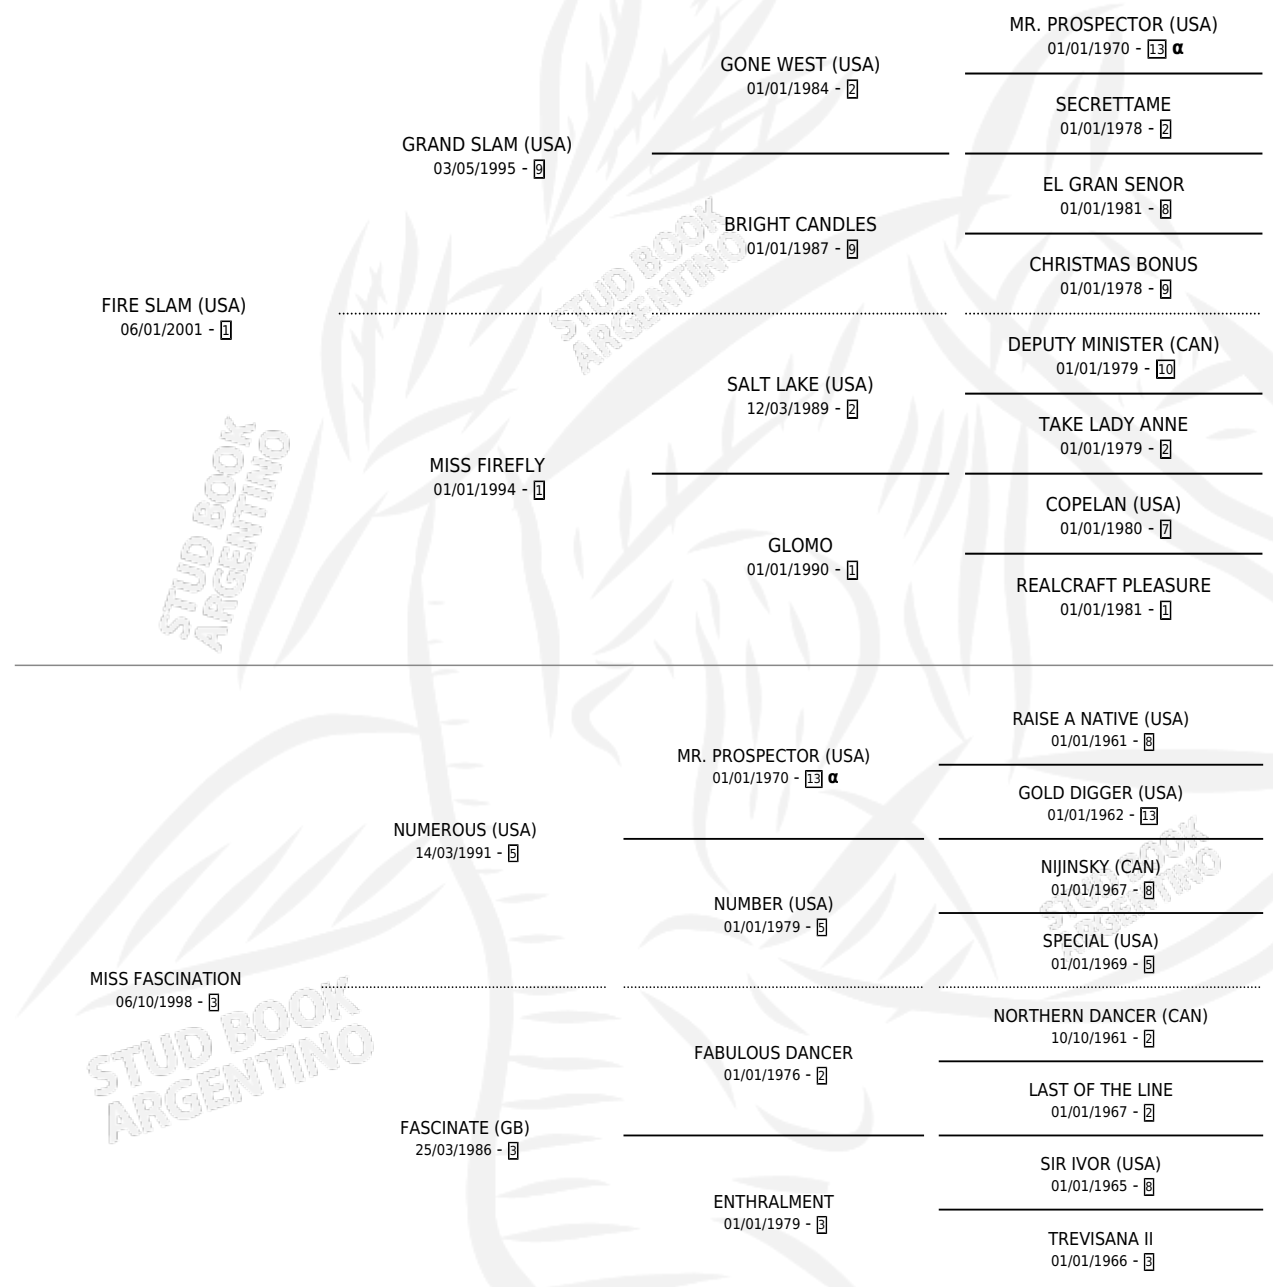 MR. PROSPECTOR (USA)
01/01/1970 - 13 α
GONE WEST (USA)
01/01/1984 - 2
SECRETTAME
01/01/1978 - 2
GRAND SLAM (USA)
03/05/1995 - 9
EL GRAN SENOR
01/01/1981 - 8
BRIGHT CANDLES
01/01/1987 - 9
CHRISTMAS BONUS
01/01/1978 - 9
FIRE SLAM (USA)
06/01/2001 - 1
DEPUTY MINISTER (CAN)
01/01/1979 - 10
SALT LAKE (USA)
12/03/1989 - 2
TAKE LADY ANNE
01/01/1979 - 2
MISS FIREFLY
01/01/1994 - 1
COPELAN (USA)
01/01/1980 - 7
GLOMO
01/01/1990 - 1
REALCRAFT PLEASURE
01/01/1981 - 1
RAISE A NATIVE (USA)
01/01/1961 - 8
MR. PROSPECTOR (USA)
01/01/1970 - 13 α
GOLD DIGGER (USA)
01/01/1962 - 13
NUMEROUS (USA)
14/03/1991 - 5
NIJINSKY (CAN)
01/01/1967 - 8
NUMBER (USA)
01/01/1979 - 5
SPECIAL (USA)
01/01/1969 - 5
MISS FASCINATION
06/10/1998 - 3
NORTHERN DANCER (CAN)
10/10/1961 - 2
FABULOUS DANCER
01/01/1976 - 2
LAST OF THE LINE
01/01/1967 - 2
FASCINATE (GB)
25/03/1986 - 3
SIR IVOR (USA)
01/01/1965 - 8
ENTHRALMENT
01/01/1979 - 3
TREVISANA II
01/01/1966 - 3
STUD BOOK
ARGENTINO
STUD BOOK
ARGENTINO
STUD BOOK
ARGENTINO
STUD BOOK
ARGENTINO